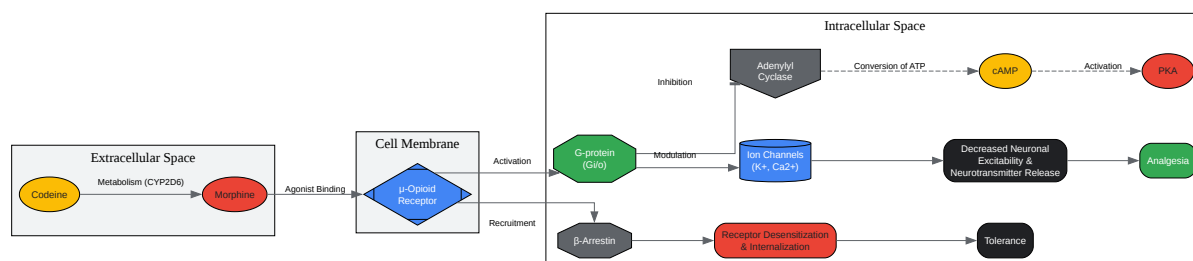 Intracellular Space
Adenylyl
Cyclase
Conversion of ATP
cAMP
Activation
PKA
Inhibition
Cell Membrane
Extracellular Space
Metabolism (CYP2D6)
Codeine
Morphine
Agonist Binding
μ-Opioid
Receptor
Activation
G-protein
(Gi/o)
Modulation
Ion Channels
(K+, Ca2+)
Decreased Neuronal
Excitability &
Neurotransmitter Release
Analgesia
Recruitment
β-Arrestin
Receptor Desensitization
& Internalization
Tolerance